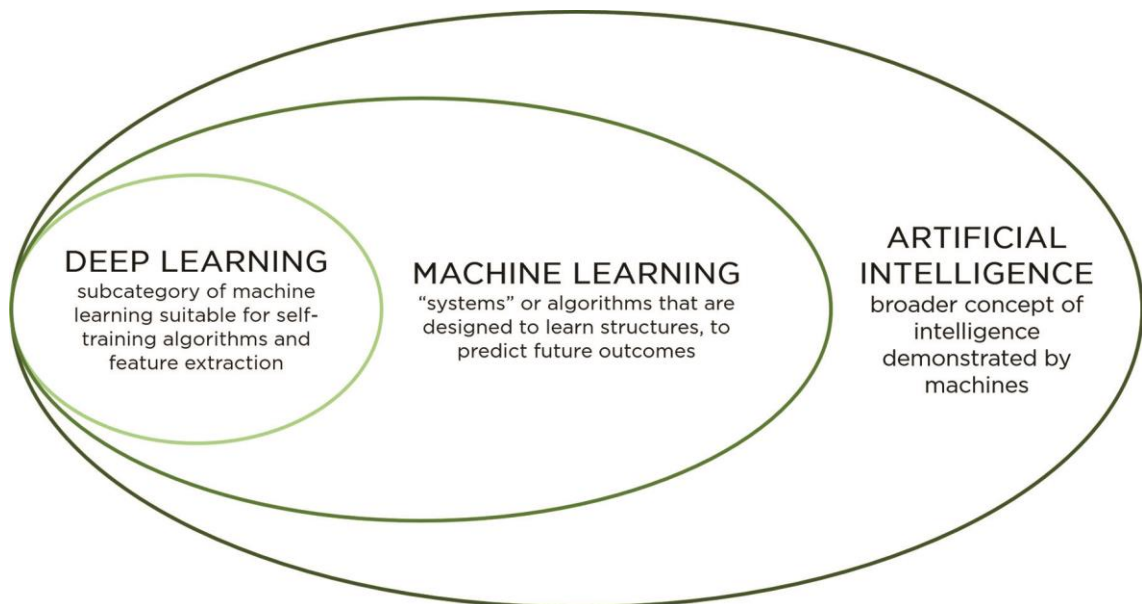 DEEP LEARNING
subcategory of machine
learning suitable for self-
training algorithms and
feature extraction
MACHINE LEARNING
“systems” or algorithms that are
designed to learn structures, to
predict future outcomes
ARTIFICIAL
INTELLIGENCE
broader concept of
intelligence
demonstrated by
machines